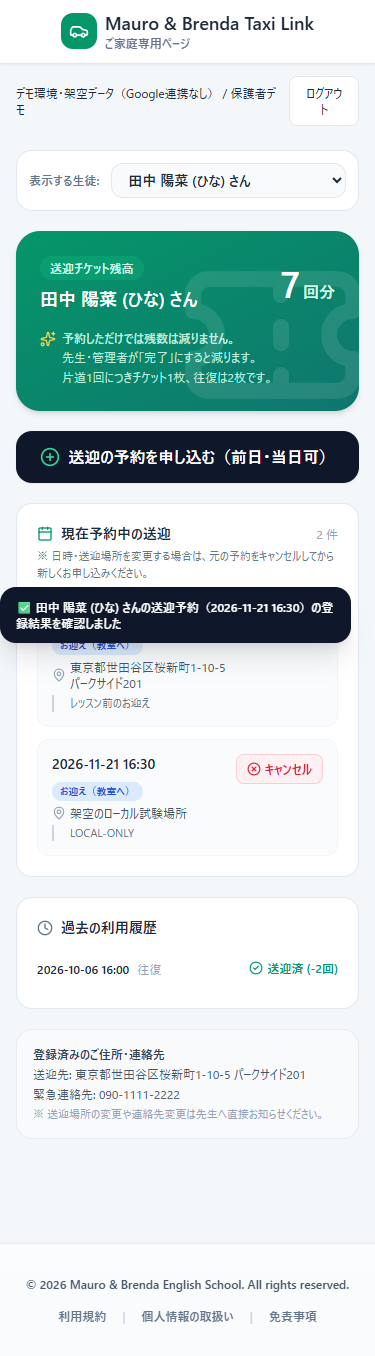 Mauro & Brenda Taxi Link
ご家庭専用ページ
デモ環境・架空データ（Google連携なし） / 保護者デ
モ
ログアウ
ト
表示する生徒:
田中 陽菜 (ひな) さん
送迎チケット残高
田中 陽菜 (ひな) さん
7 回分
予約しただけでは残数は減りません。
先生・管理者が「完了」にすると減ります。
片道1回につきチケット1枚、往復は2枚です。
送迎の予約を申し込む（前日・当日可）
現在予約中の送迎
2 件
※ 日時・送迎場所を変更する場合は、元の予約をキャンセルしてから
新しくお申し込みください。
✅ 田中 陽菜 (ひな) さんの送迎予約（2026-11-21 16:30）の登
録結果を確認しました
お迎え（教室へ）
東京都世田谷区桜新町1-10-5
パークサイド201
レッスン前のお迎え
2026-11-21 16:30
キャンセル
お迎え（教室へ）
架空のローカル試験場所
LOCAL-ONLY
過去の利用履歴
2026-10-06 16:00 往復
送迎済 (-2回)
登録済みのご住所・連絡先
送迎先: 東京都世田谷区桜新町1-10-5 パークサイド201
緊急連絡先: 090-1111-2222
※ 送迎場所の変更や連絡先変更は先生へ直接お知らせください。
© 2026 Mauro & Brenda English School. All rights reserved.
利用規約 | 個人情報の取扱い | 免責事項